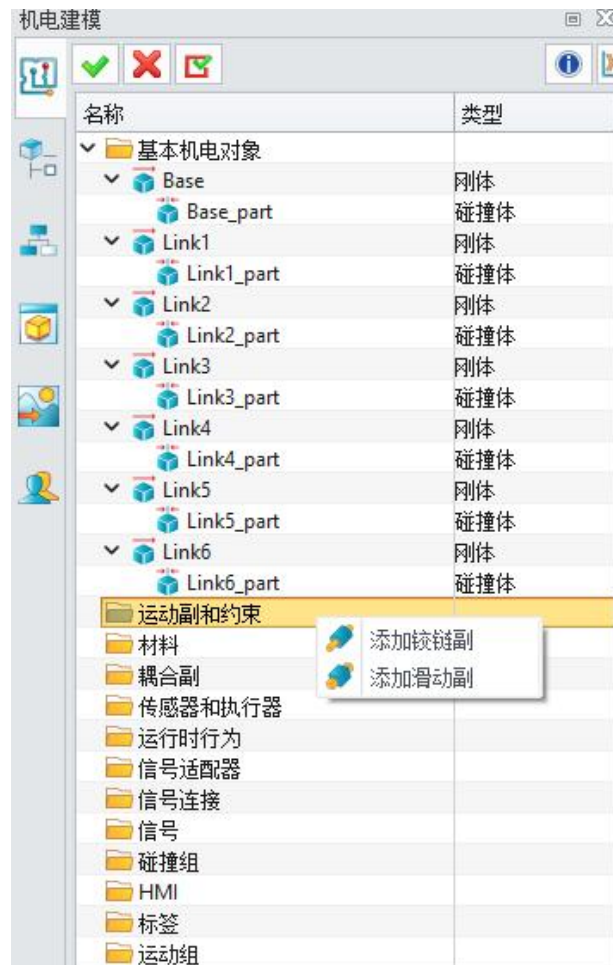 机电建模
名称 类型
基本机电对象
Base 刚体
Base_part 碰撞体
Link1 刚体
Link1_part 碰撞体
Link2 刚体
Link2_part 碰撞体
Link3 刚体
Link3_part 碰撞体
Link4 刚体
Link4_part 碰撞体
Link5 刚体
Link5_part 碰撞体
Link6 刚体
Link6_part 碰撞体
运动副和约束
添加铰链副
材料
添加滑动副
耦合副
传感器和执行器
运行时行为
信号适配器
信号连接
信号
碰撞组
HMI
标签
运动组